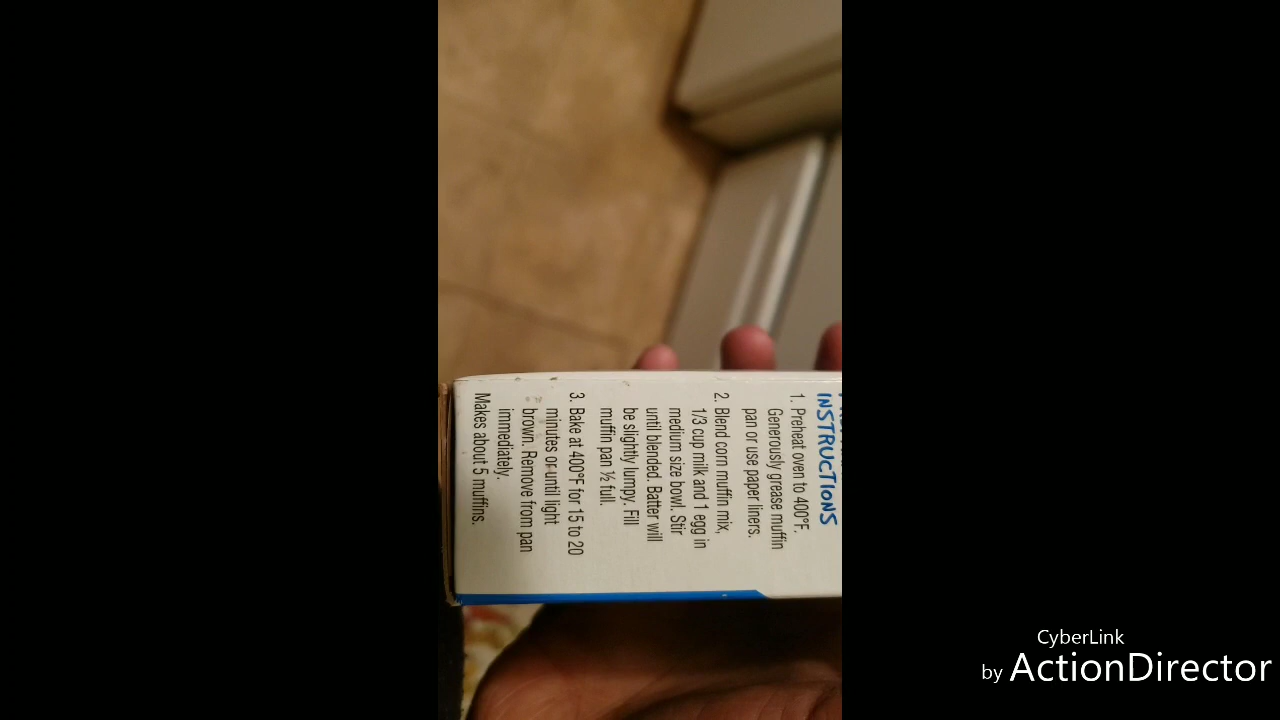 INSTRUCTIONS
1. Preheat oven to 400°F.
Generously grease muffin
pan or use paper liners.
2. Blend corn muffin mix,
1/3 cup milk and 1 egg in
medium size bowl. Stir
until blended. Batter will
be slightly lumpy. Fill
muffin pan ½ full.
3. Bake at 400°F for 15 to 20
minutes or until light
brown. Remove from pan
immediately.
Makes about 5 muffins.
CyberLink
by ActionDirector